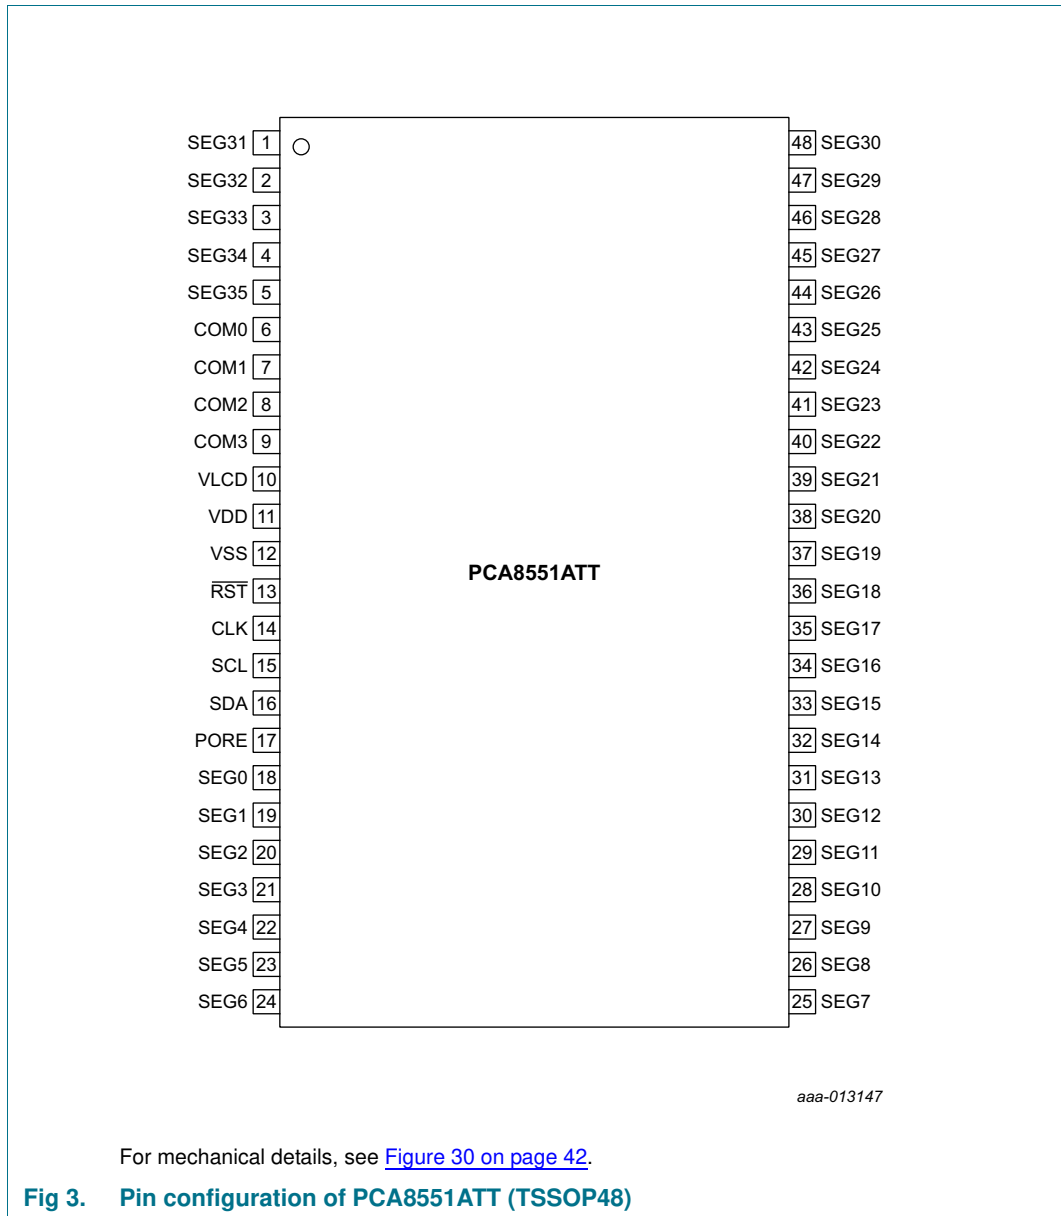 SEG31 1 48 SEG30
SEG32 2 47 SEG29
SEG33 3 46 SEG28
SEG34 4 45 SEG27
SEG35 5 44 SEG26
COM0 6 43 SEG25
COM1 7 42 SEG24
COM2 8 41 SEG23
COM3 9 40 SEG22
VLCD 10 39 SEG21
VDD 11 38 SEG20
VSS 12 37 SEG19
PCA8551ATT
R̅S̅T̅ 13 36 SEG18
CLK 14 35 SEG17
SCL 15 34 SEG16
SDA 16 33 SEG15
PORE 17 32 SEG14
SEG0 18 31 SEG13
SEG1 19 30 SEG12
SEG2 20 29 SEG11
SEG3 21 28 SEG10
SEG4 22 27 SEG9
SEG5 23 26 SEG8
SEG6 24 25 SEG7
aaa-013147
For mechanical details, see Figure 30 on page 42.
Fig 3. Pin configuration of PCA8551ATT (TSSOP48)